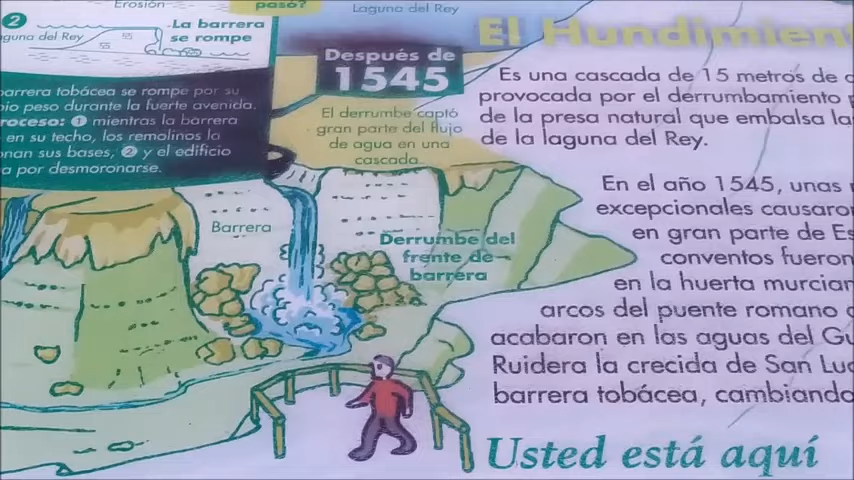 Erosión
pasó?
Laguna del Rey
2
La barrera
se rompe
Laguna del Rey
El Hundimien
Después de
1545
barrera tobácea se rompe por su
peso durante la fuerte avenida.
1 mientras la barrera
en su techo, los remolinos la
sus bases, 2 y el edificio
por desmoronarse.
El derrumbe captó
gran parte del flujo
de agua en una
cascada
Es una cascada de 15 metros de
provocada por el derrumbamiento
de la presa natural que embalsa la
de la laguna del Rey.
Barrera
Derrumbe del
frente de
barrera
En el año 1545, unas
excepcionales causaro
en gran parte de Es
conventos fueron
en la huerta murcian
arcos del puente romano
acabaron en las aguas del Gu
Ruidera la crecida de San Luc
barrera tobácea, cambiando
Usted está aquí